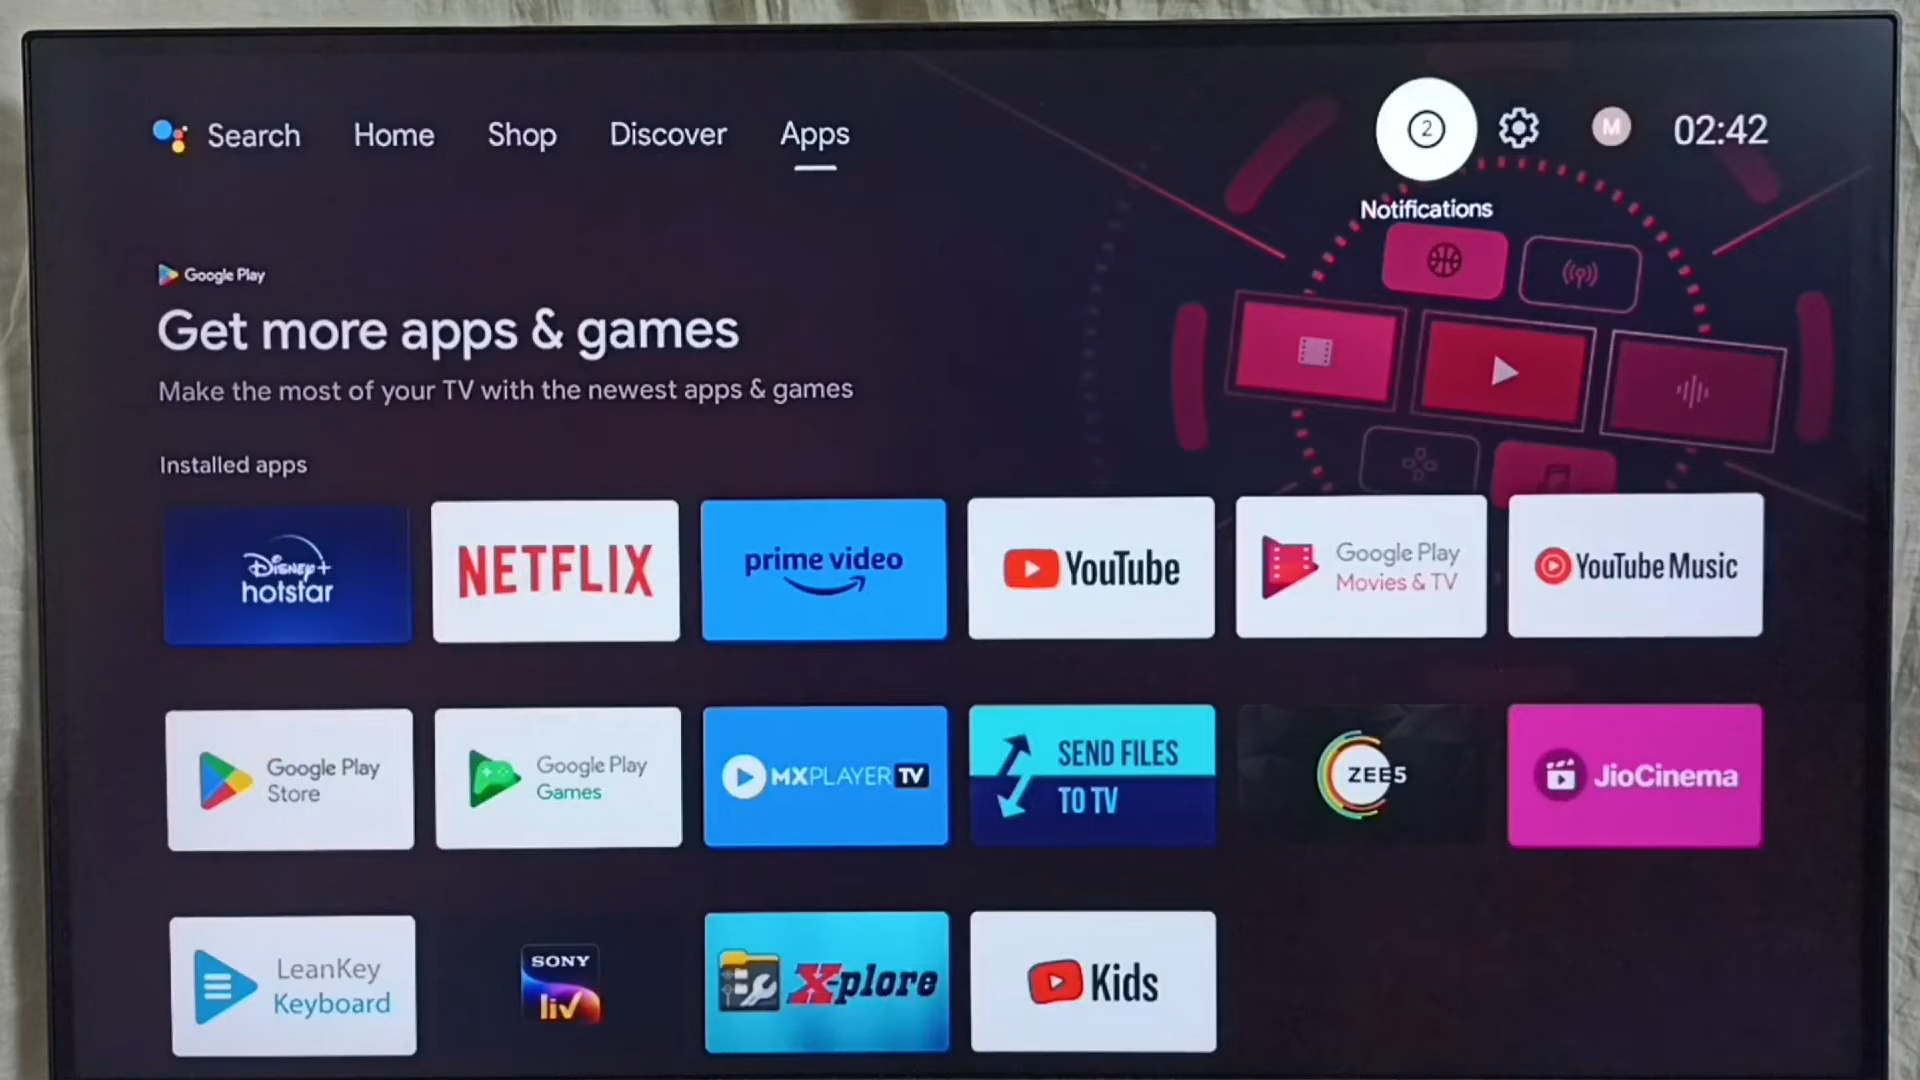 Search Home Shop Discover Apps
2
M
02:42
Notifications
Google Play
Get more apps & games
Make the most of your TV with the newest apps & games
Installed apps
Disney+
hotstar
NETFLIX
prime video
YouTube
Google Play
Movies & TV
YouTube Music
Google Play
Store
Google Play
Games
MXPLAYER TV
SEND FILES
TO TV
ZEE5
JioCinema
LeanKey
Keyboard
SONY
liv
X-plore
Kids